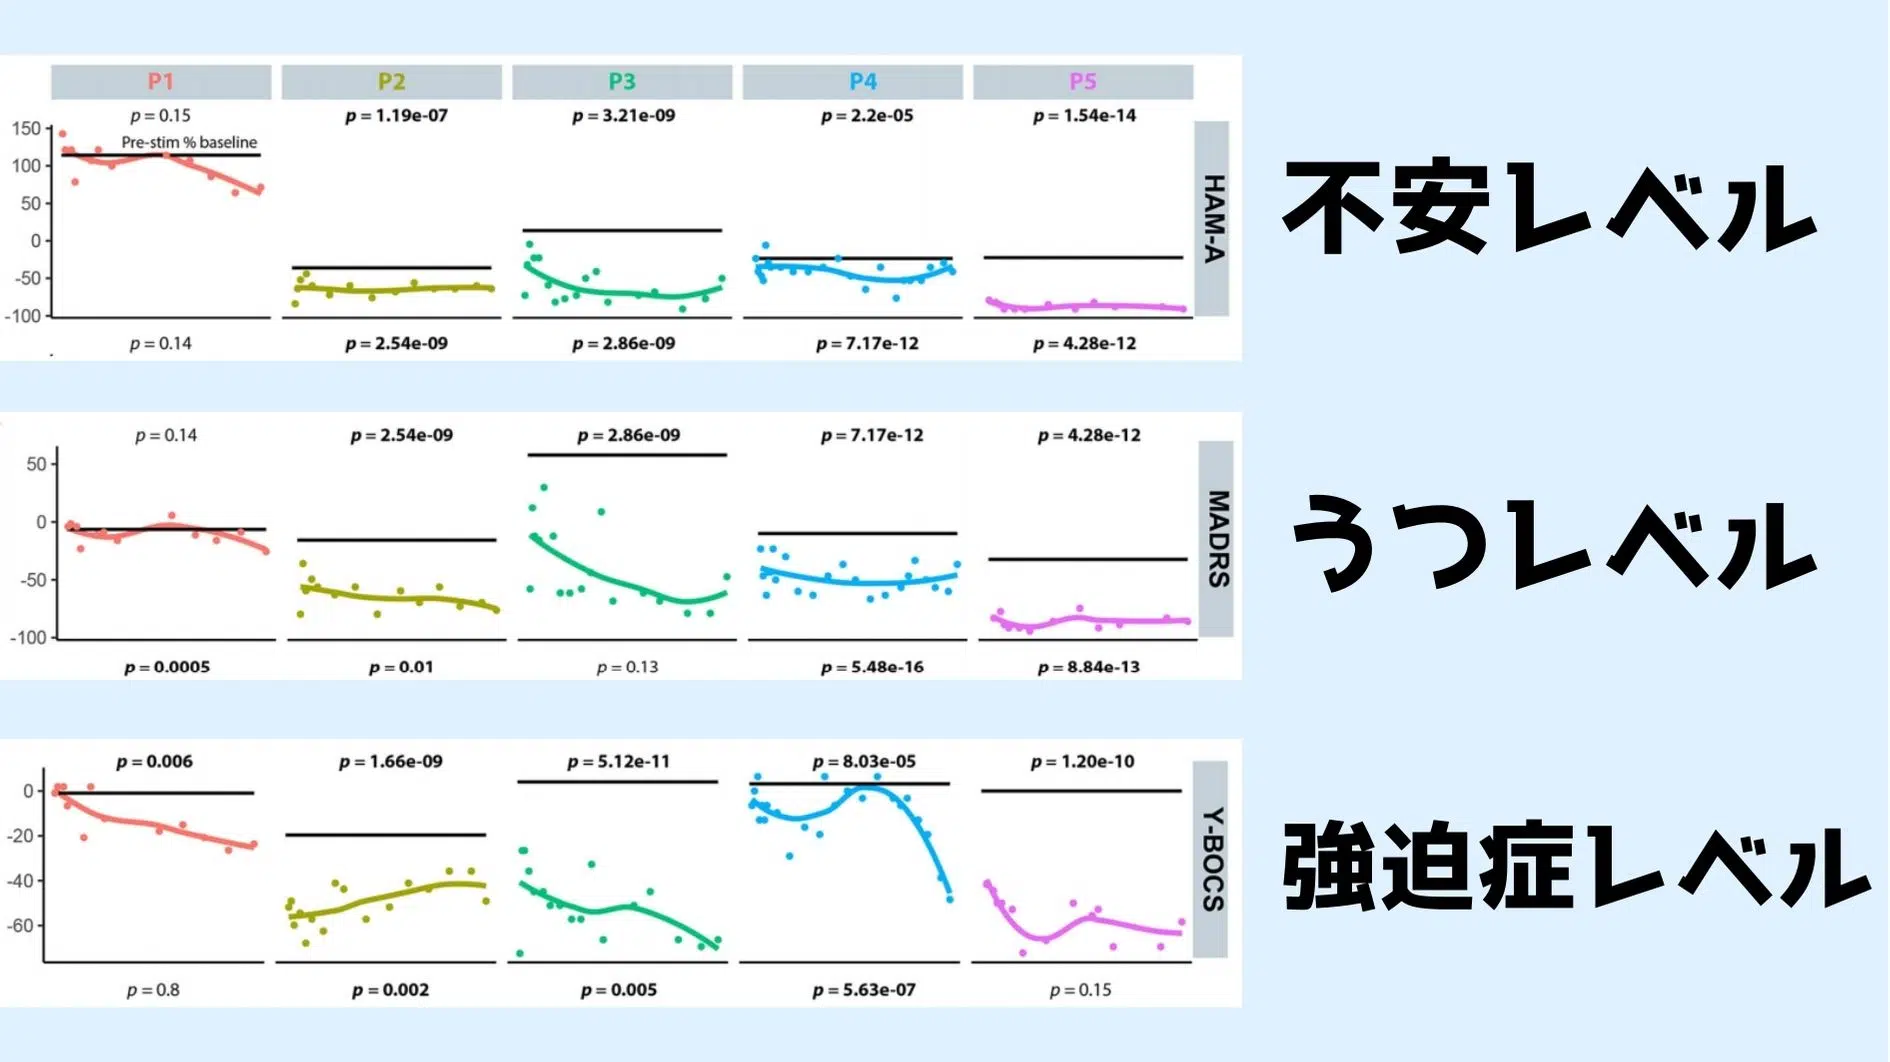 P1 P2 P3 P4 P5
p = 0.15 p = 1.19e-07 p = 3.21e-09 p = 2.2e-05 p = 1.54e-14
Pre-stim % baseline
150
100
50
0
-50
-100
HAM-A
不安レベル
p = 0.14 p = 2.54e-09 p = 2.86e-09 p = 7.17e-12 p = 4.28e-12
p = 0.14 p = 2.54e-09 p = 2.86e-09 p = 7.17e-12 p = 4.28e-12
50
0
-50
-100
MADRS
うつレベル
p = 0.0005 p = 0.01 p = 0.13 p = 5.48e-16 p = 8.84e-13
p = 0.006 p = 1.66e-09 p = 5.12e-11 p = 8.03e-05 p = 1.20e-10
0
-20
-40
-60
Y-BOCS
強迫症レベル
p = 0.8 p = 0.002 p = 0.005 p = 5.63e-07 p = 0.15